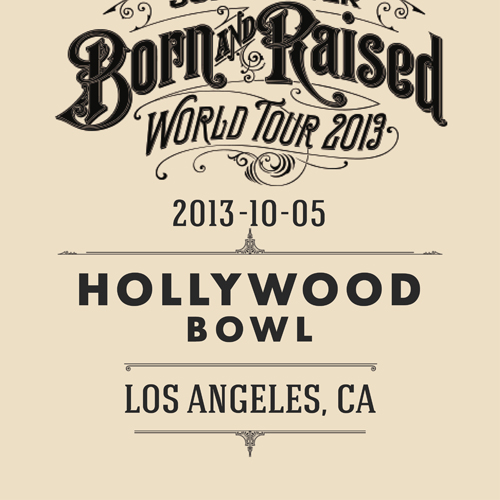 Born AND Raised
WORLD TOUR 2013
2013-10-05
HOLLYWOOD
BOWL
LOS ANGELES, CA